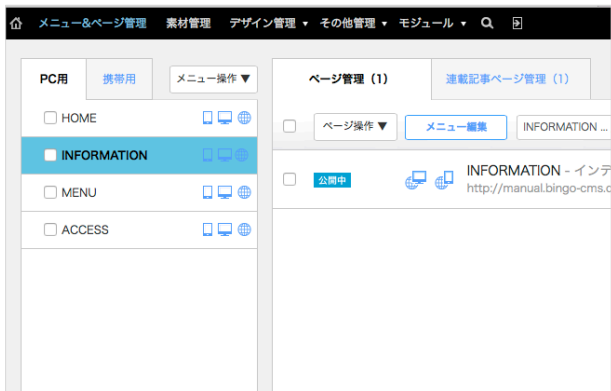 メニュー&ページ管理 素材管理 デザイン管理 ▼ その他管理 ▼ モジュール ▼
PC用 携帯用 メニュー操作 ▼
ページ管理(1) 連載記事ページ管理(1)
HOME
INFORMATION
MENU
ACCESS
ページ操作 ▼ メニュー編集 INFORMATION ...
公開中 INFORMATION - インデ
http://manual.bingo-cms.c